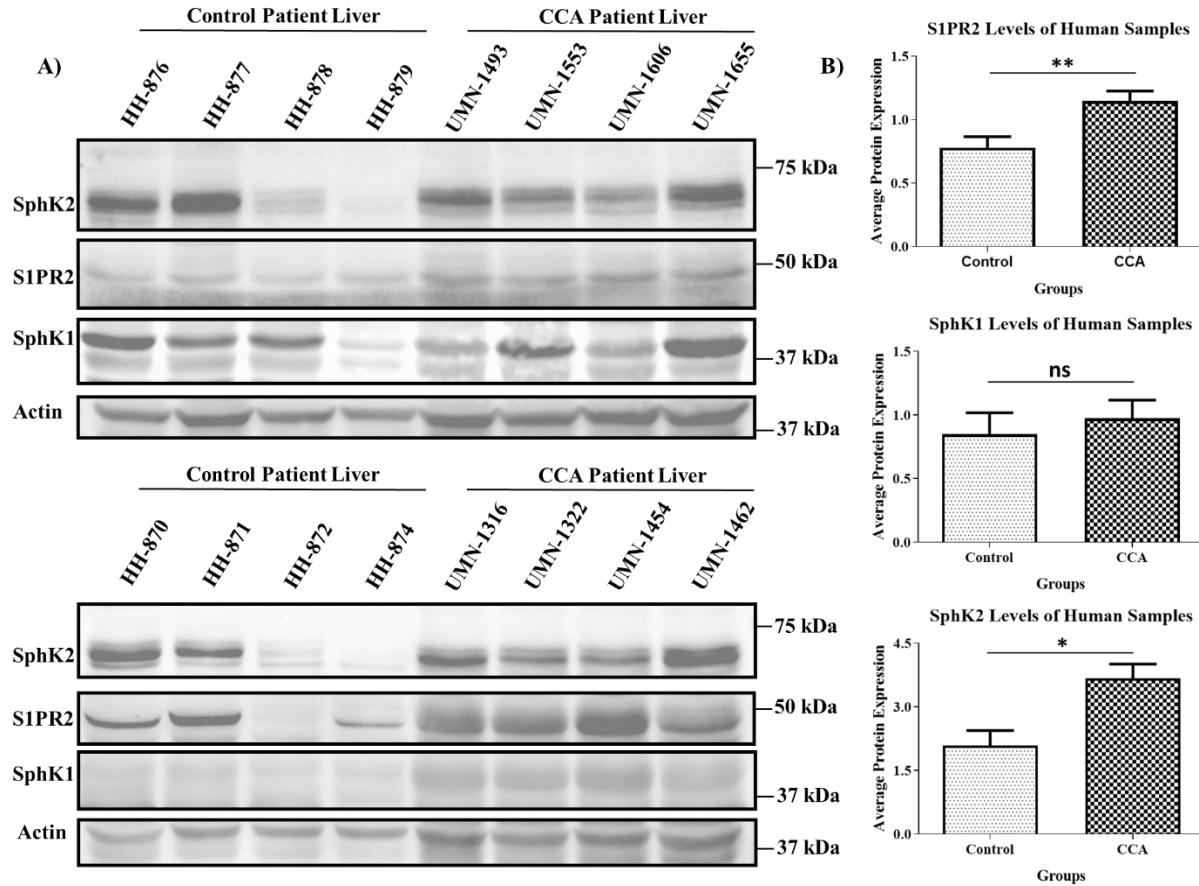 A)
Control Patient Liver
CCA Patient Liver
HH-876
HH-877
HH-878
HH-879
UMN-1493
UMN-1553
UMN-1606
UMN-1655
SphK2
75 kDa
S1PR2
50 kDa
SphK1
37 kDa
Actin
37 kDa
Control Patient Liver
CCA Patient Liver
HH-870
HH-871
HH-872
HH-874
UMN-1316
UMN-1322
UMN-1454
UMN-1462
SphK2
75 kDa
S1PR2
50 kDa
SphK1
37 kDa
Actin
37 kDa
B)
S1PR2 Levels of Human Samples
Average Protein Expression
1.5
1.0
0.5
0.0
**
Control
CCA
Groups
SphK1 Levels of Human Samples
Average Protein Expression
1.5
1.0
0.5
0.0
ns
Control
CCA
Groups
SphK2 Levels of Human Samples
Average Protein Expression
4.5
3.0
1.5
0.0
*
Control
CCA
Groups